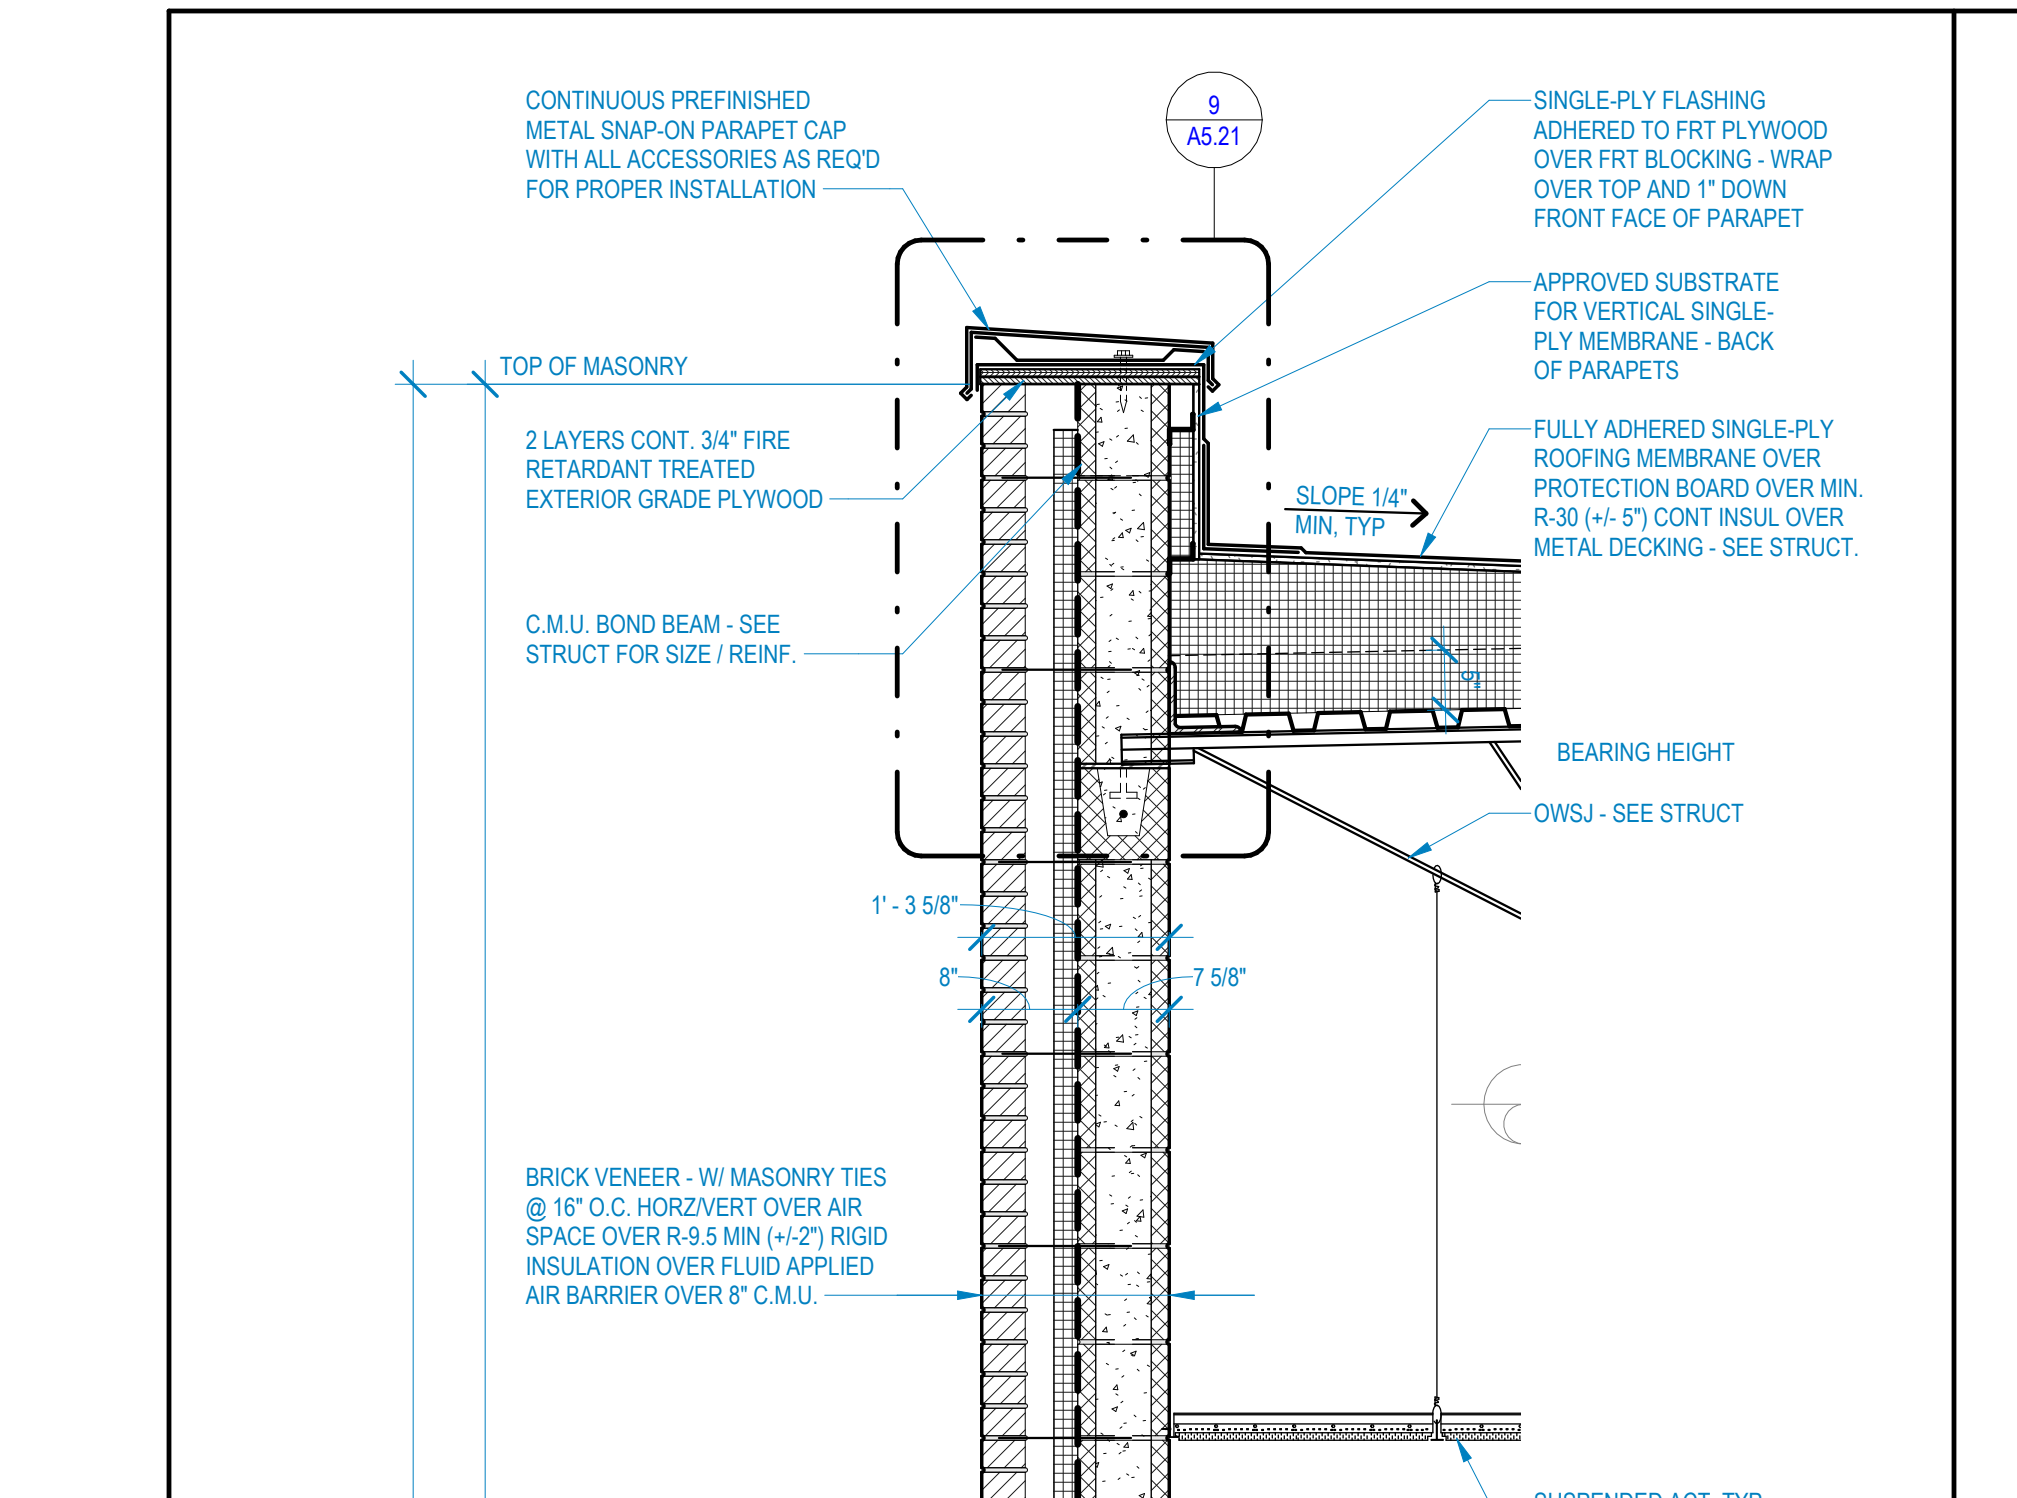 CONTINUOUS PREFINISHED
METAL SNAP-ON PARAPET CAP
WITH ALL ACCESSORIES AS REQ'D
FOR PROPER INSTALLATION
9
A5.21
SINGLE-PLY FLASHING
ADHERED TO FRT PLYWOOD
OVER FRT BLOCKING - WRAP
OVER TOP AND 1" DOWN
FRONT FACE OF PARAPET
APPROVED SUBSTRATE
FOR VERTICAL SINGLE-
PLY MEMBRANE - BACK
OF PARAPETS
TOP OF MASONRY
2 LAYERS CONT. 3/4" FIRE
RETARDANT TREATED
EXTERIOR GRADE PLYWOOD
FULLY ADHERED SINGLE-PLY
ROOFING MEMBRANE OVER
PROTECTION BOARD OVER MIN.
R-30 (+/- 5") CONT INSUL OVER
METAL DECKING - SEE STRUCT.
SLOPE 1/4"
MIN, TYP
C.M.U. BOND BEAM - SEE
STRUCT FOR SIZE / REINF.
5"
BEARING HEIGHT
OWSJ - SEE STRUCT
1' - 3 5/8"
8"
7 5/8"
BRICK VENEER - W/ MASONRY TIES
@ 16" O.C. HORZ/VERT OVER AIR
SPACE OVER R-9.5 MIN (+/-2") RIGID
INSULATION OVER FLUID APPLIED
AIR BARRIER OVER 8" C.M.U.
SUSPENDED ACT, TYP